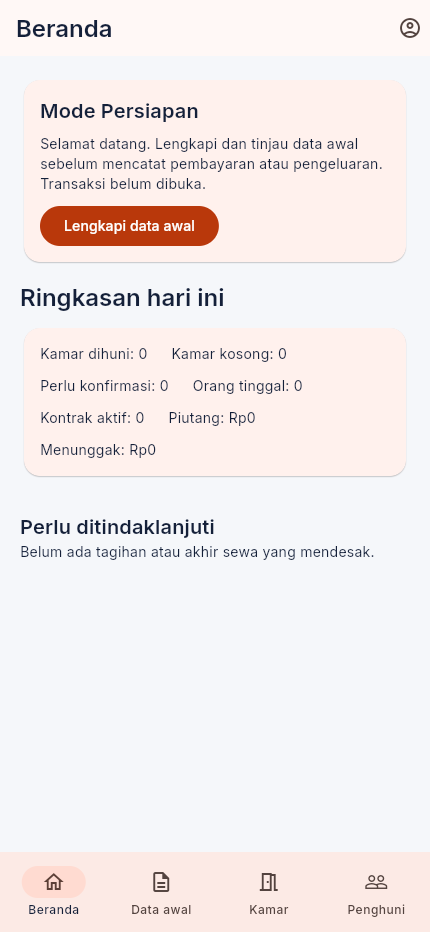 Beranda
Mode Persiapan
Selamat datang. Lengkapi dan tinjau data awal
sebelum mencatat pembayaran atau pengeluaran.
Transaksi belum dibuka.
Lengkapi data awal
Ringkasan hari ini
Kamar dihuni: 0 Kamar kosong: 0
Perlu konfirmasi: 0 Orang tinggal: 0
Kontrak aktif: 0 Piutang: Rp0
Menunggak: Rp0
Perlu ditindaklanjuti
Belum ada tagihan atau akhir sewa yang mendesak.
Beranda Data awal Kamar Penghuni